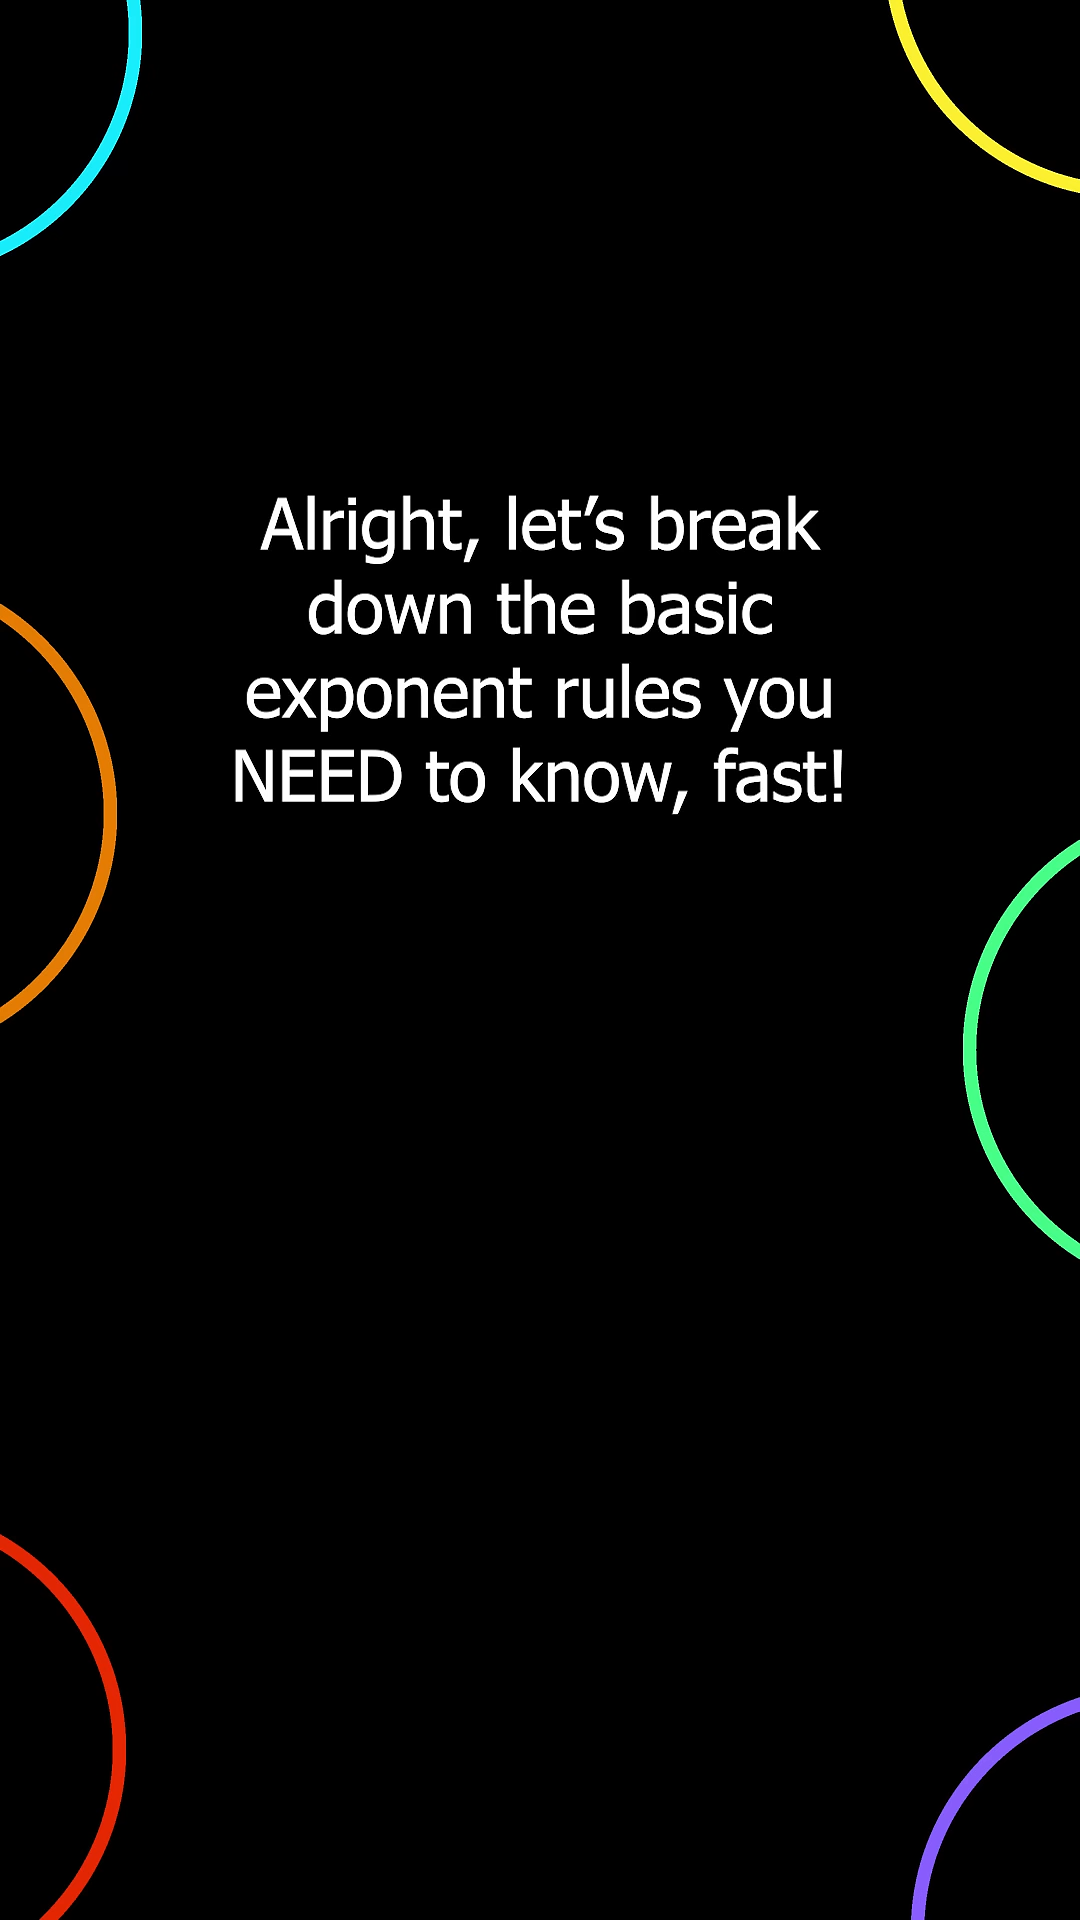 Alright, let’s break
down the basic
exponent rules you
NEED to know, fast!